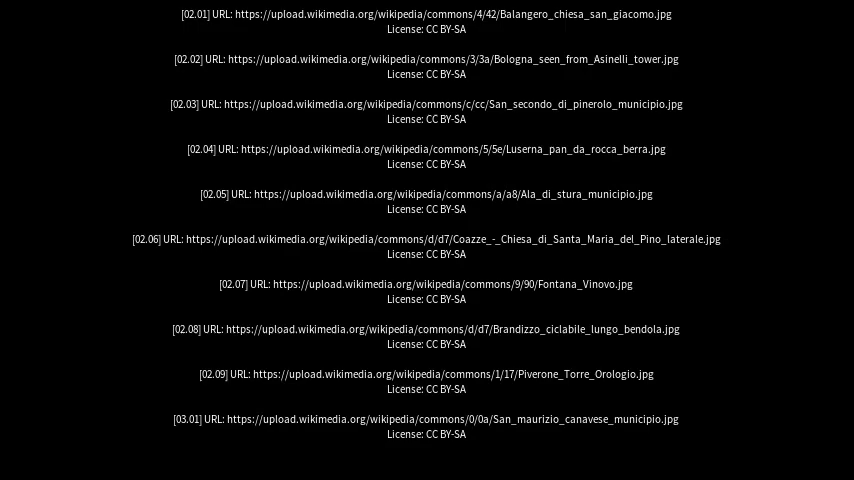 [02.01] URL: https://upload.wikimedia.org/wikipedia/commons/4/42/Balangero_chiesa_san_giacomo.jpg
License: CC BY-SA
[02.02] URL: https://upload.wikimedia.org/wikipedia/commons/3/3a/Bologna_seen_from_Asinelli_tower.jpg
License: CC BY-SA
[02.03] URL: https://upload.wikimedia.org/wikipedia/commons/c/cc/San_secondo_di_pinerolo_municipio.jpg
License: CC BY-SA
[02.04] URL: https://upload.wikimedia.org/wikipedia/commons/5/5e/Luserna_pan_da_rocca_berra.jpg
License: CC BY-SA
[02.05] URL: https://upload.wikimedia.org/wikipedia/commons/a/a8/Ala_di_stura_municipio.jpg
License: CC BY-SA
[02.06] URL: https://upload.wikimedia.org/wikipedia/commons/d/d7/Coazze_-_Chiesa_di_Santa_Maria_del_Pino_laterale.jpg
License: CC BY-SA
[02.07] URL: https://upload.wikimedia.org/wikipedia/commons/9/90/Fontana_Vinovo.jpg
License: CC BY-SA
[02.08] URL: https://upload.wikimedia.org/wikipedia/commons/d/d7/Brandizzo_ciclabile_lungo_bendola.jpg
License: CC BY-SA
[02.09] URL: https://upload.wikimedia.org/wikipedia/commons/1/17/Piverone_Torre_Orologio.jpg
License: CC BY-SA
[03.01] URL: https://upload.wikimedia.org/wikipedia/commons/0/0a/San_maurizio_canavese_municipio.jpg
License: CC BY-SA